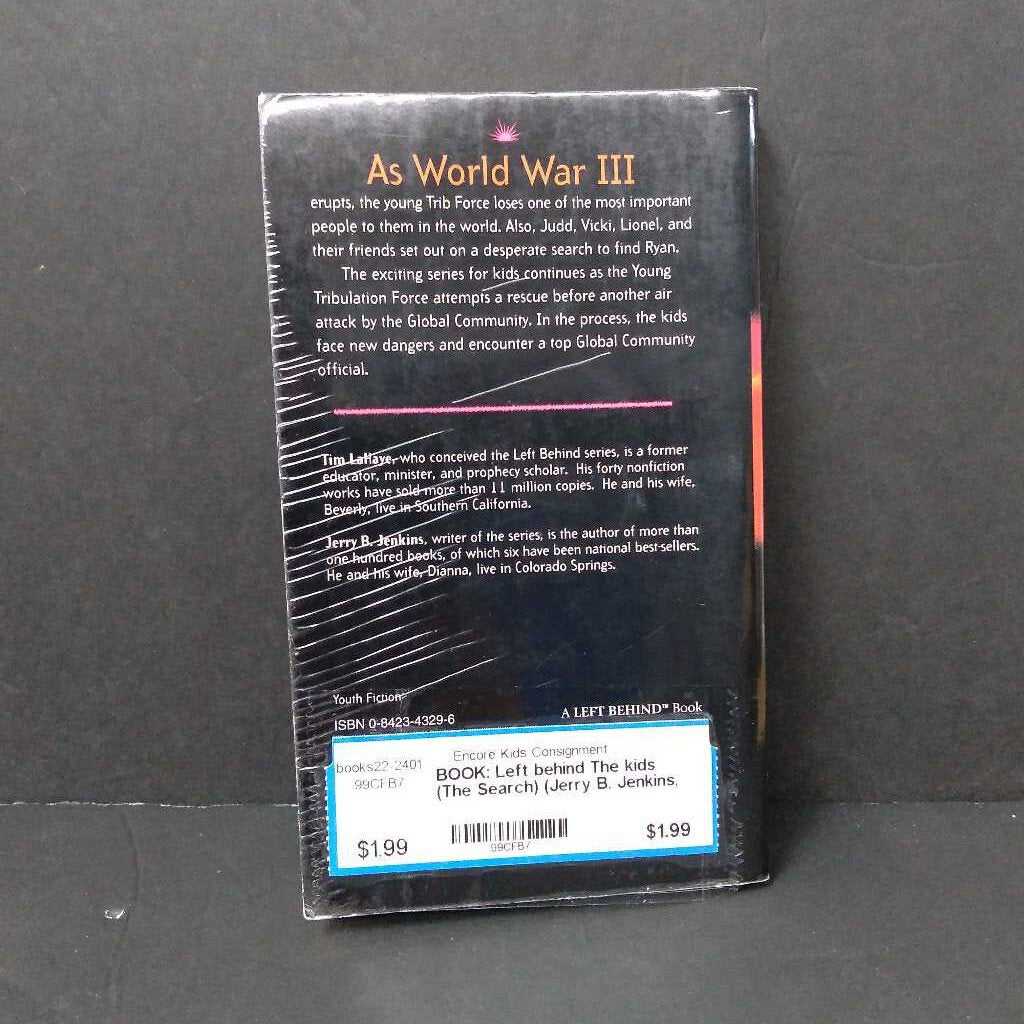 As World War III
erupts, the young Trib Force loses one of the most important
people to them in the world. Also, Judd, Vicki, Lionel, and
their friends set out on a desperate search to find Ryan.
The exciting series for kids continues as the Young
Tribulation Force attempts a rescue before another air
attack by the Global Community. In the process, the kids
face new dangers and encounter a top Global Community
official.
Tim LaHaye, who conceived the Left Behind series, is a former
educator, minister, and prophecy scholar. His forty nonfiction
works have sold more than 11 million copies. He and his wife,
Beverly, live in Southern California.
Jerry B. Jenkins, writer of the series, is the author of more than
one hundred books, of which six have been national best-sellers.
He and his wife, Dianna, live in Colorado Springs.
Youth Fiction
ISBN 0-8423-4329-6
A LEFT BEHIND™ Book
Encore Kids Consignment
books22-2401
99CFB7
BOOK: Left behind The kids
(The Search) (Jerry B. Jenkins,
$1.99
99CFB7
$1.99